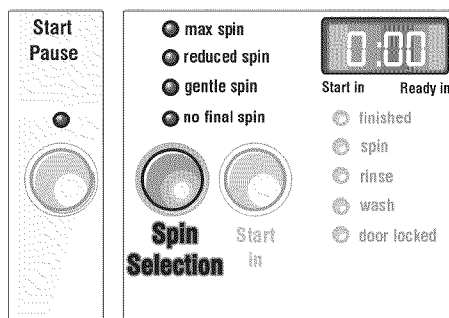 Start
Pause
max spin
reduced spin
gentle spin
no final spin
Spin
Selection
Start
in
0:00
Start in Ready in
finished
spin
rinse
wash
door locked